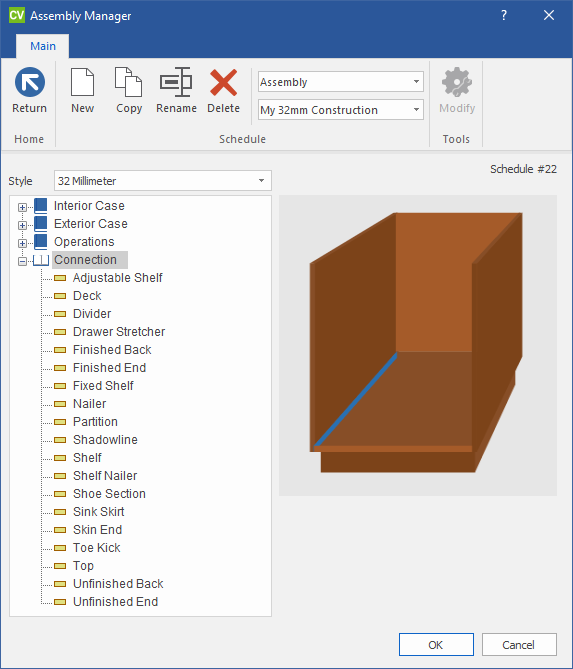 CV Assembly Manager ?
Main
Return
New
Copy
Rename
Delete
Assembly
My 32mm Construction
Modify
Home
Schedule
Tools
Schedule #22
Style 32 Millimeter
Interior Case
Exterior Case
Operations
Connection
Adjustable Shelf
Deck
Divider
Drawer Stretcher
Finished Back
Finished End
Fixed Shelf
Nailer
Partition
Shadowline
Shelf
Shelf Nailer
Shoe Section
Sink Skirt
Skin End
Toe Kick
Top
Unfinished Back
Unfinished End
OK
Cancel